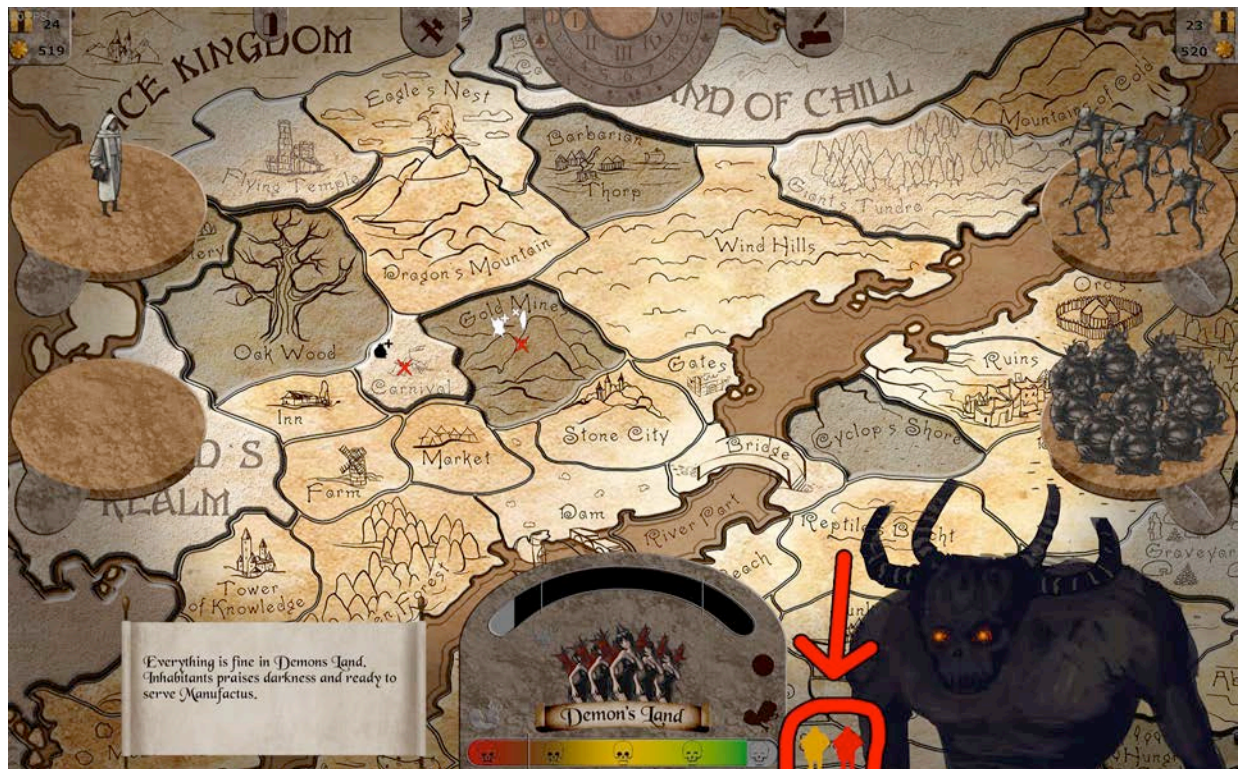 24
519
23
520
ICE KINGDOM
LAND OF CHILL
Eagle's Nest
Mountain of Cold
Barbarian
Thorp
Flying Temple
Giant's Tundra
Wind Hills
Dragon's Mountain
Gold Mine
Oak Wood
Carnival
Gates
Orc's
Ruins
Inn
Stone City
Cyclop's Shore
Market
Bridge
Farm
REALM
Dam
River Port
Reptile's
Graveyar
Tower
of Knowledge
Everything is fine in Demons Land.
Inhabitants praises darkness and ready to
serve Manufactus.
Demon's Land